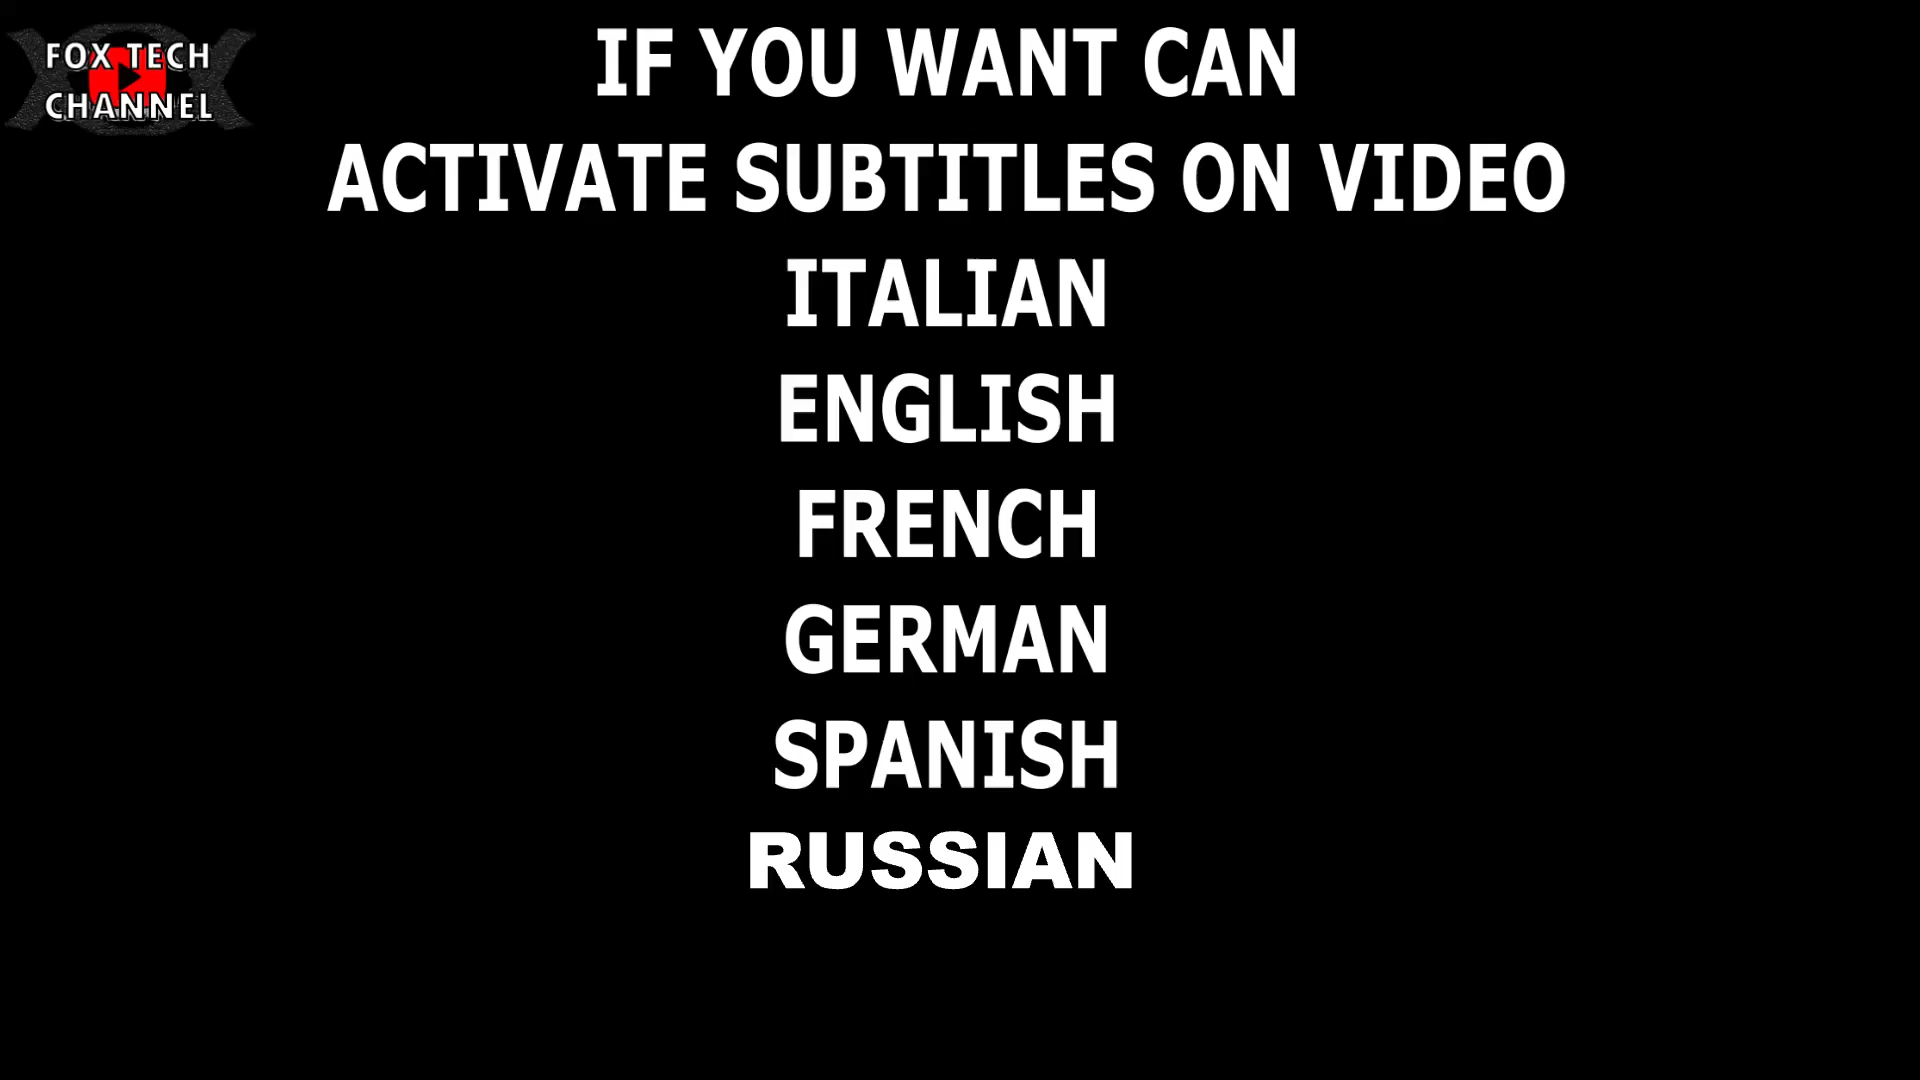 FOX TECH
CHANNEL
IF YOU WANT CAN
ACTIVATE SUBTITLES ON VIDEO
ITALIAN
ENGLISH
FRENCH
GERMAN
SPANISH
RUSSIAN